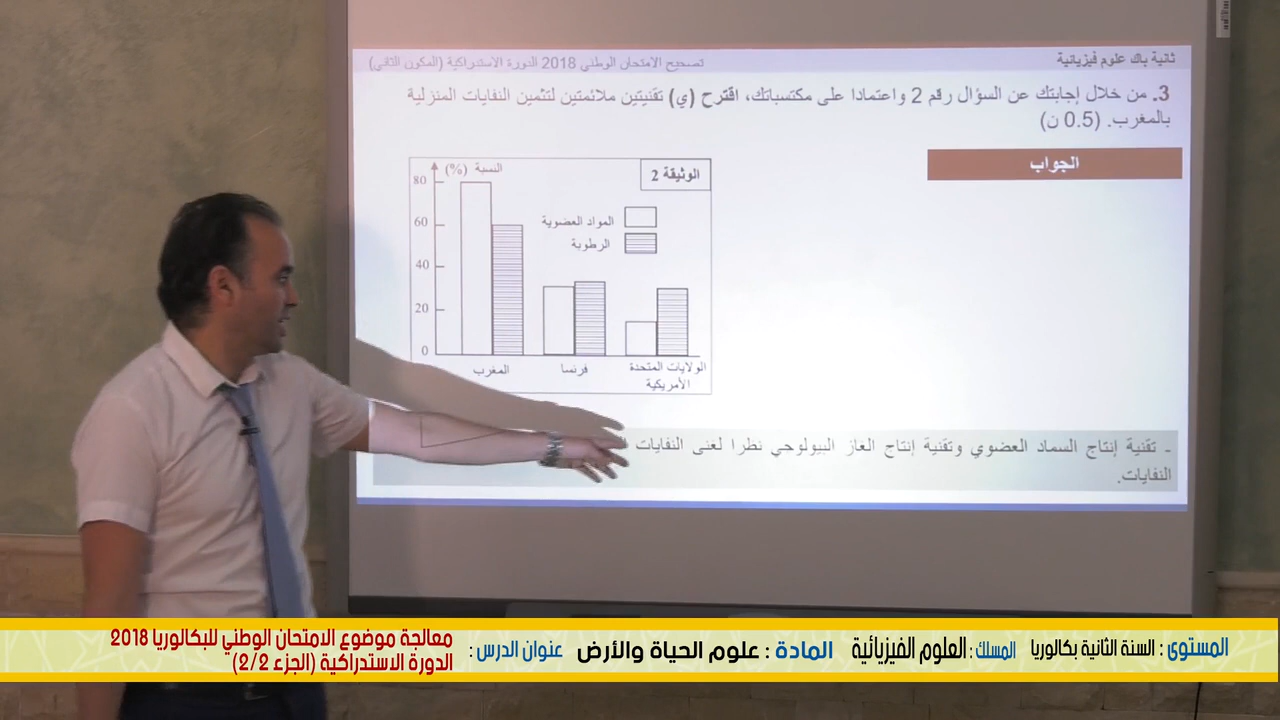 ثانية باك علوم فيزيائية
تصحيح الامتحان الوطني 2018 الدورة الاستدراكية (المكون الثاني)
3. من خلال إجابتك عن السؤال رقم 2 واعتمادا على مكتسباتك، اقترح (ي) تقنيتين ملائمتين لتثمين النفايات المنزلية
بالمغرب. (0.5 ن)
الجواب
الوثيقة 2
النسبة (%)
80
60
40
20
0
المواد العضوية
الرطوبة
المغرب
فرنسا
الولايات المتحدة
الأمريكية
- تقنية إنتاج السماد العضوي وتقنية إنتاج الغاز البيولوجي نظرا لغنى النفايات
النفايات.
المستوى : السنة الثانية بكالوريا
المسلك : العلوم الفيزيائية
المادة : علوم الحياة والأرض
عنوان الدرس :
معالجة موضوع الامتحان الوطني للبكالوريا 2018
الدورة الاستدراكية (الجزء 2/2)